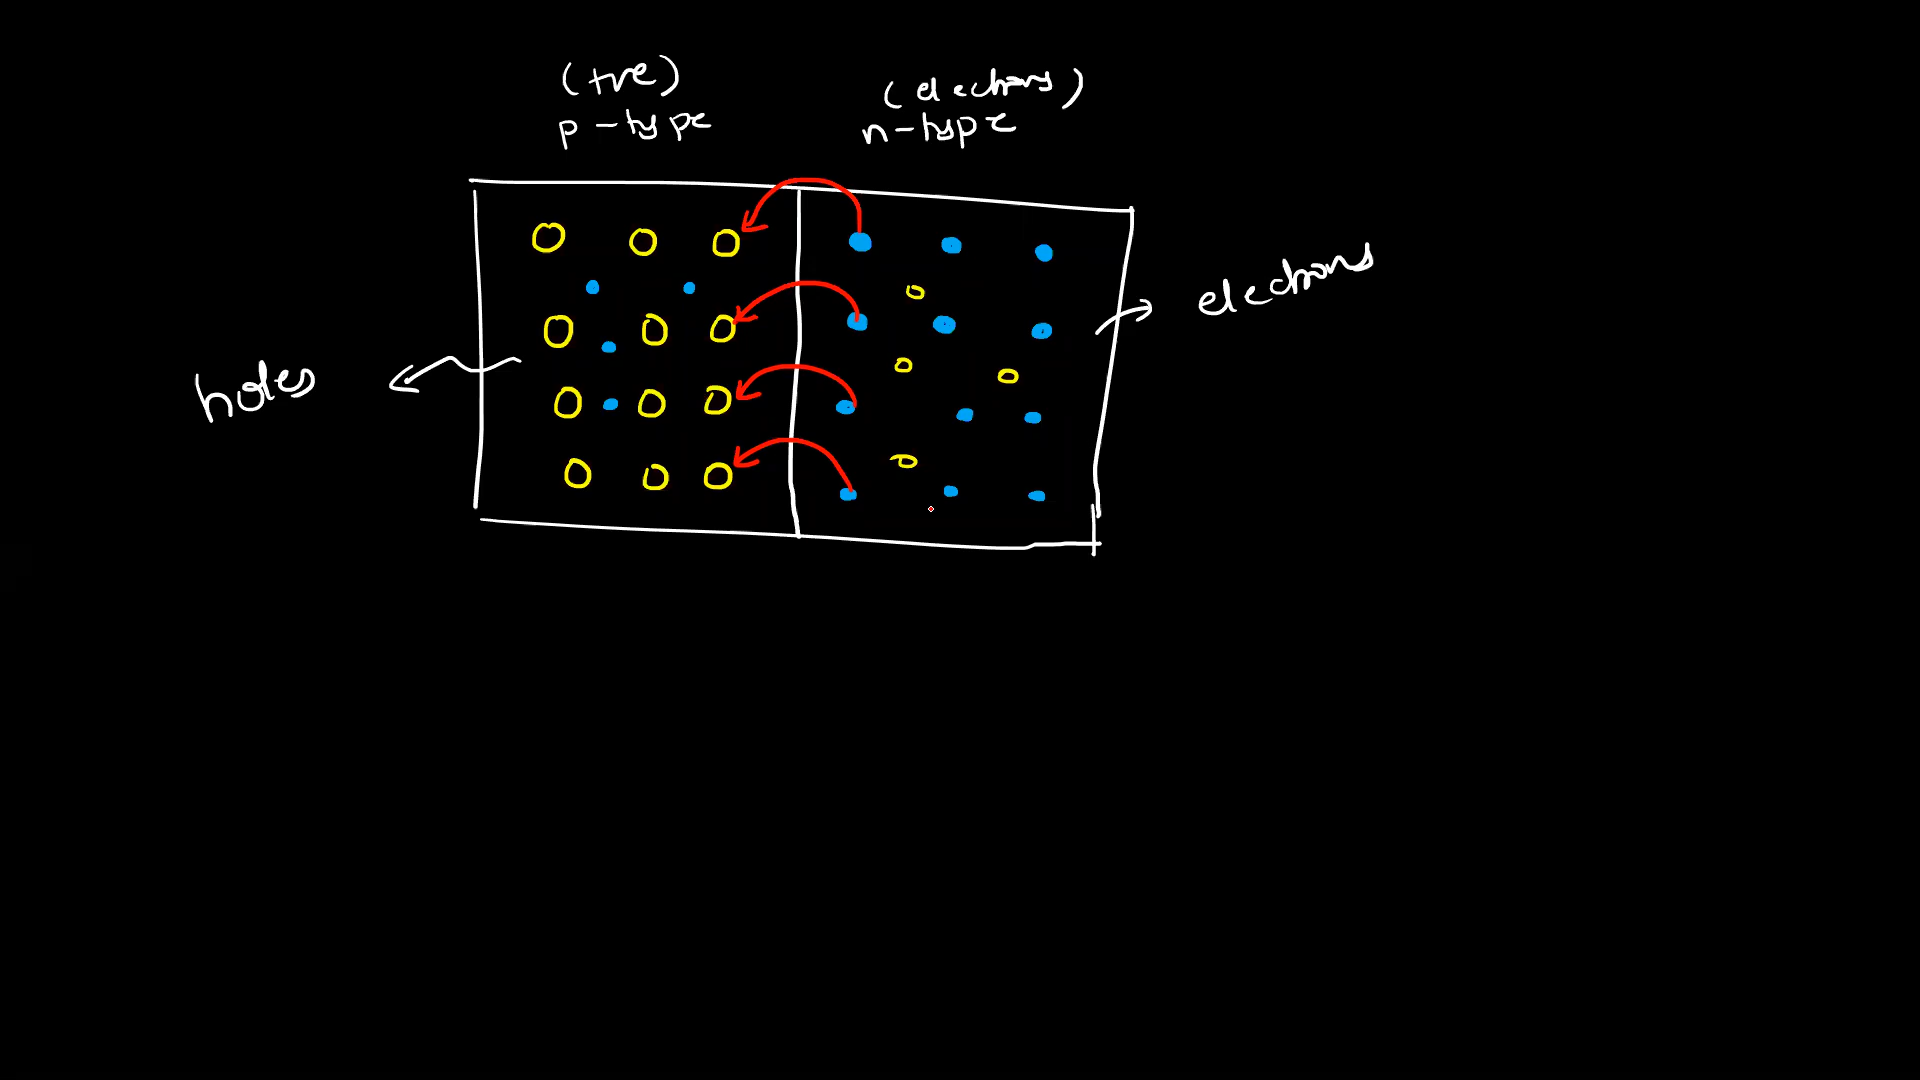 (+ve)
p-type
(electrons)
n-type
electrons
holes